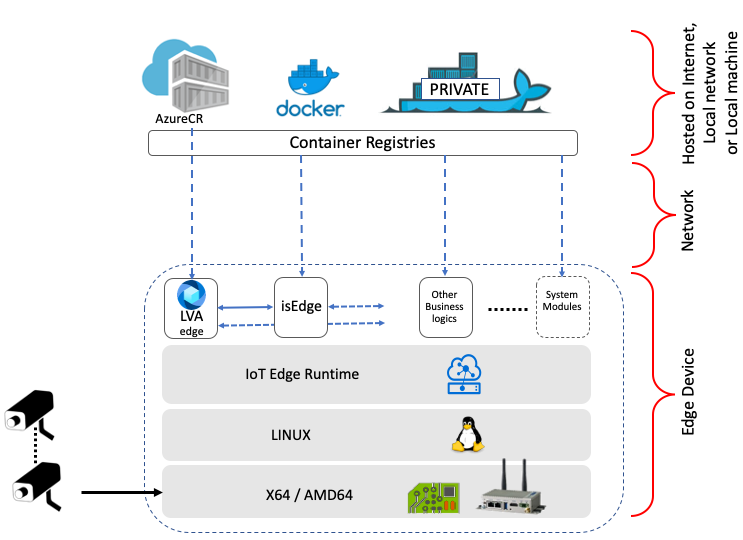 AzureCR
docker
PRIVATE
Container Registries
LVA
edge
isEdge
Other
Business
logics
System
Modules
IoT Edge Runtime
LINUX
X64 / AMD64
Hosted on Internet,
Local network
or Local machine
Network
Edge Device